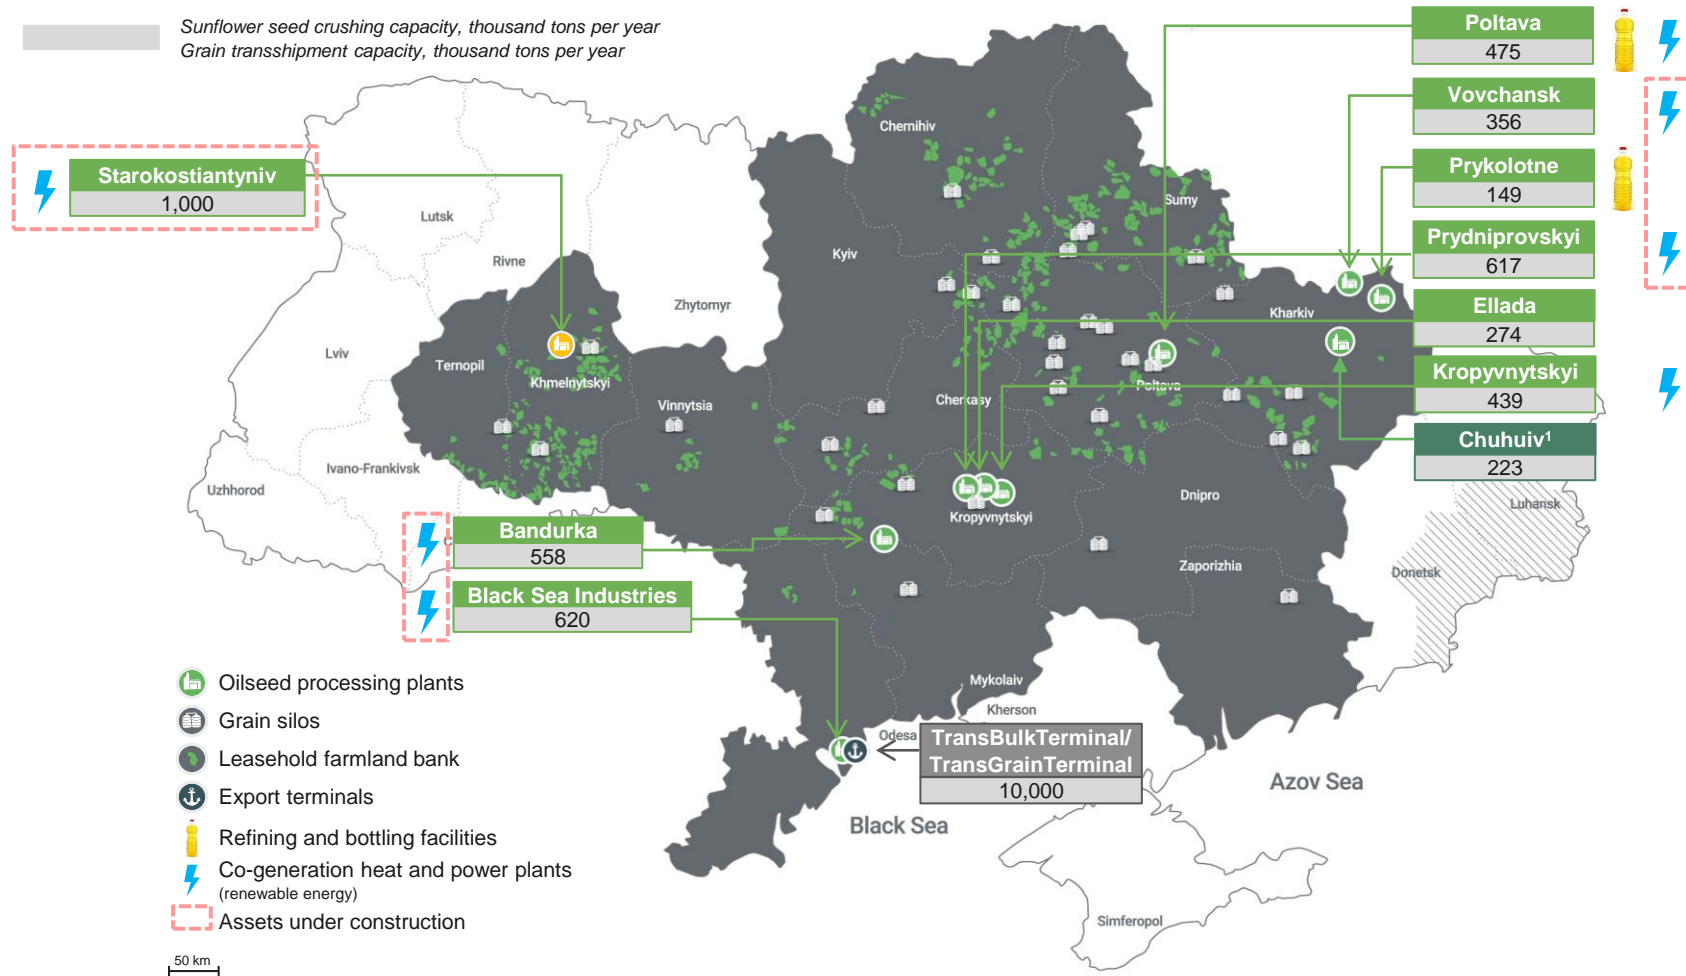 Sunflower seed crushing capacity, thousand tons per year
Grain transshipment capacity, thousand tons per year
Poltava
475
Vovchansk
356
Prykolotne
149
Prydniprovskyi
617
Ellada
274
Kropyvnytskyi
439
Chuhuiv¹
223
Starokostiantyniv
1,000
Bandurka
558
Black Sea Industries
620
TransBulkTerminal/
TransGrainTerminal
10,000
Chernihiv
Sumy
Lutsk
Rivne
Kyiv
Zhytomyr
Kharkiv
Lviv
Ternopil
Khmelnytskyi
Vinnytsia
Cherkasy
Poltava
Ivano-Frankivsk
Uzhhorod
Kropyvnytskyi
Dnipro
Luhansk
Donetsk
Zaporizhia
Mykolaiv
Kherson
Odesa
Azov Sea
Black Sea
Simferopol
Oilseed processing plants
Grain silos
Leasehold farmland bank
Export terminals
Refining and bottling facilities
Co-generation heat and power plants
(renewable energy)
Assets under construction
50 km